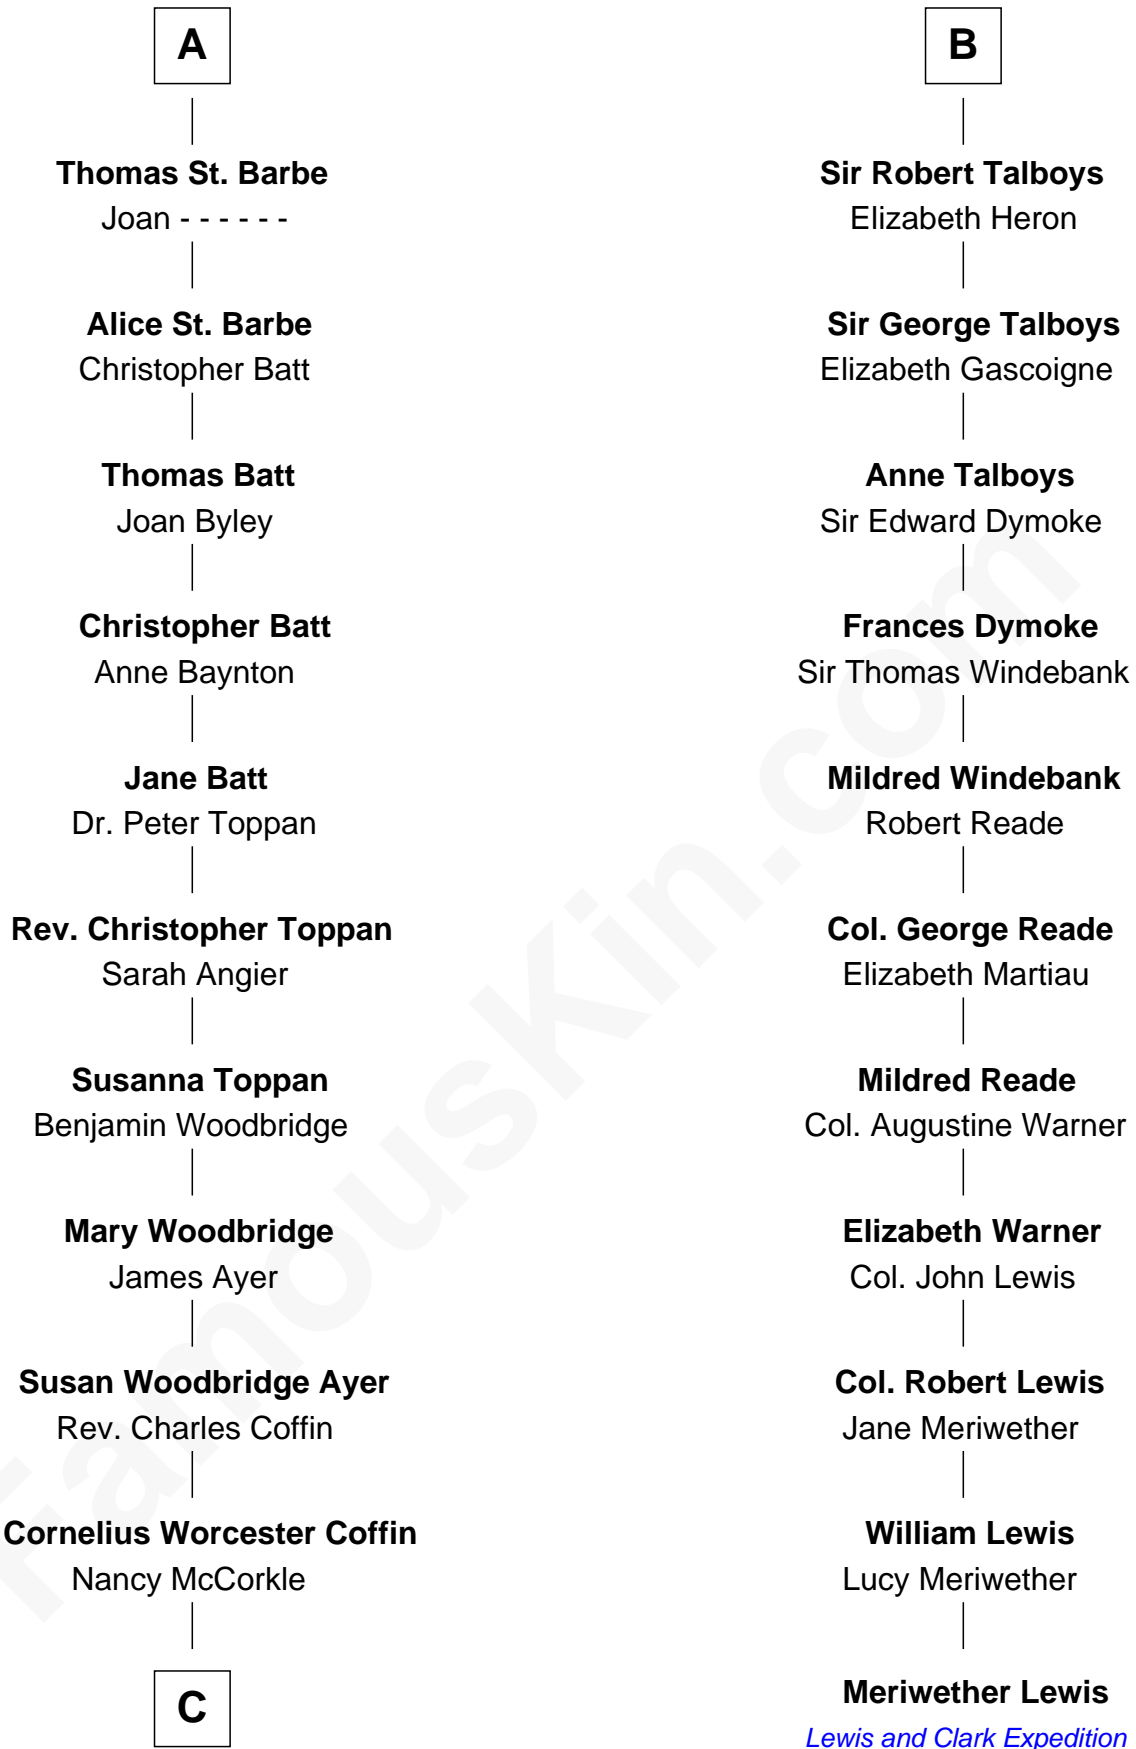 A
Thomas St. Barbe
Joan - - - - - -
Alice St. Barbe
Christopher Batt
Thomas Batt
Joan Byley
Christopher Batt
Anne Baynton
Jane Batt
Dr. Peter Toppan
Rev. Christopher Toppan
Sarah Angier
Susanna Toppan
Benjamin Woodbridge
Mary Woodbridge
James Ayer
Susan Woodbridge Ayer
Rev. Charles Coffin
Cornelius Worcester Coffin
Nancy McCorkle
C
B
Sir Robert Talboys
Elizabeth Heron
Sir George Talboys
Elizabeth Gascoigne
Anne Talboys
Sir Edward Dymoke
Frances Dymoke
Sir Thomas Windebank
Mildred Windebank
Robert Reade
Col. George Reade
Elizabeth Martiau
Mildred Reade
Col. Augustine Warner
Elizabeth Warner
Col. John Lewis
Col. Robert Lewis
Jane Meriwether
William Lewis
Lucy Meriwether
Meriwether Lewis
Lewis and Clark Expedition
FamousKin.com